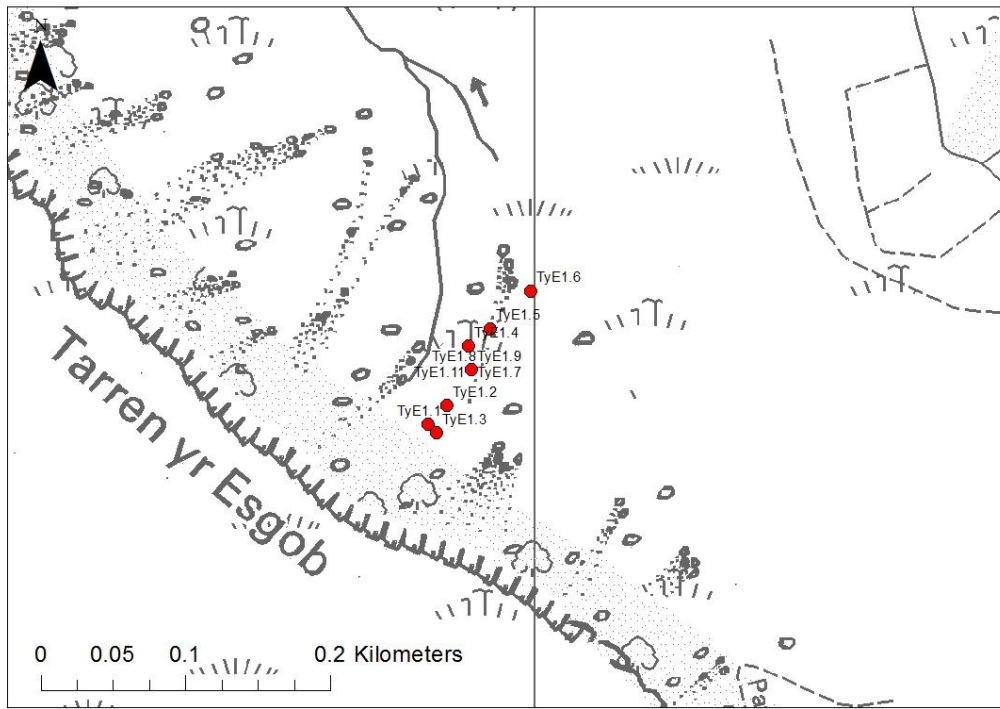 N
TyE1.6
TyE1.5
TyE1.4
TyE1.8 TyE1.9
TyE1.11 TyE1.7
TyE1.2
TyE1.1
TyE1.3
Tarren yr Esgob
0 0.05 0.1 0.2 Kilometers
Pa